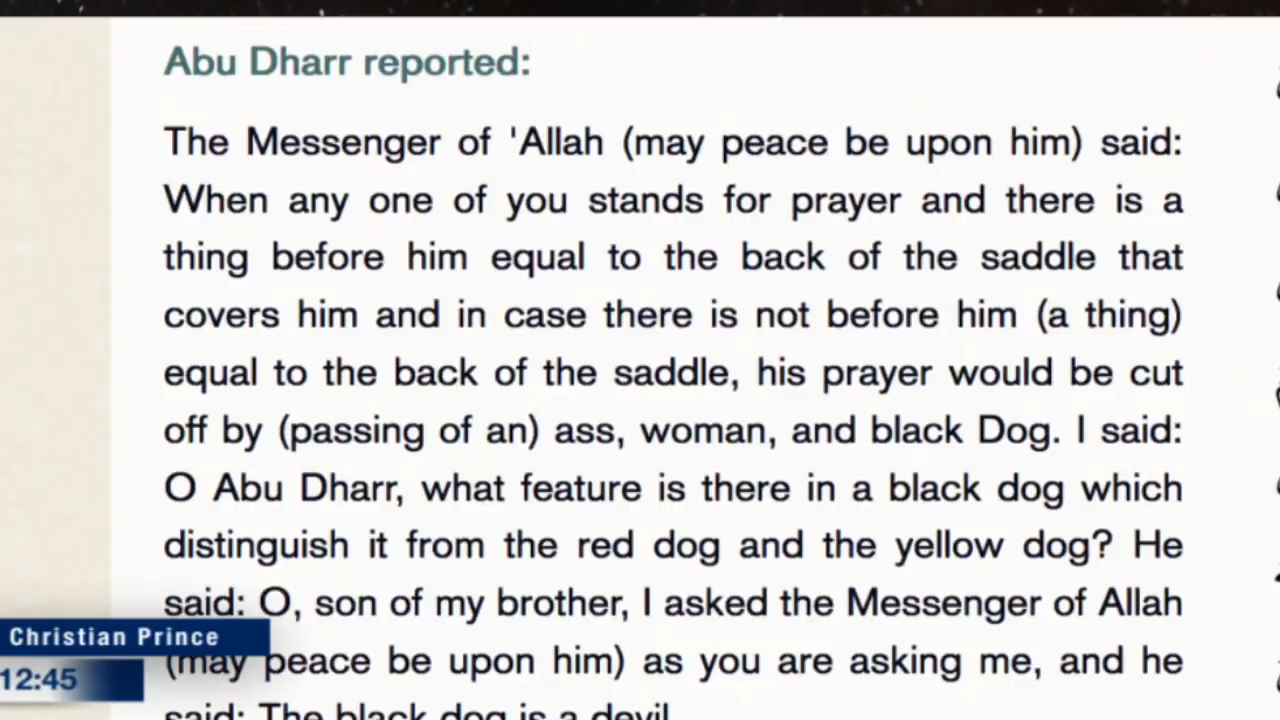 Abu Dharr reported:
The Messenger of 'Allah (may peace be upon him) said:
When any one of you stands for prayer and there is a
thing before him equal to the back of the saddle that
covers him and in case there is not before him (a thing)
equal to the back of the saddle, his prayer would be cut
off by (passing of an) ass, woman, and black Dog. I said:
O Abu Dharr, what feature is there in a black dog which
distinguish it from the red dog and the yellow dog? He
said: O, son of my brother, I asked the Messenger of Allah
Christian Prince
(may peace be upon him) as you are asking me, and he
12:45
said: The black dog is a devil